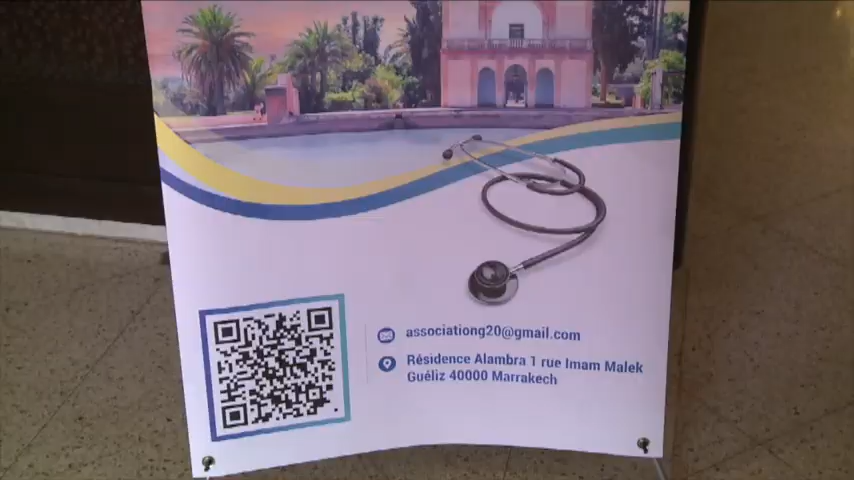 associationg20@gmail.com
Résidence Alambra 1 rue Imam Malek
Guéliz 40000 Marrakech